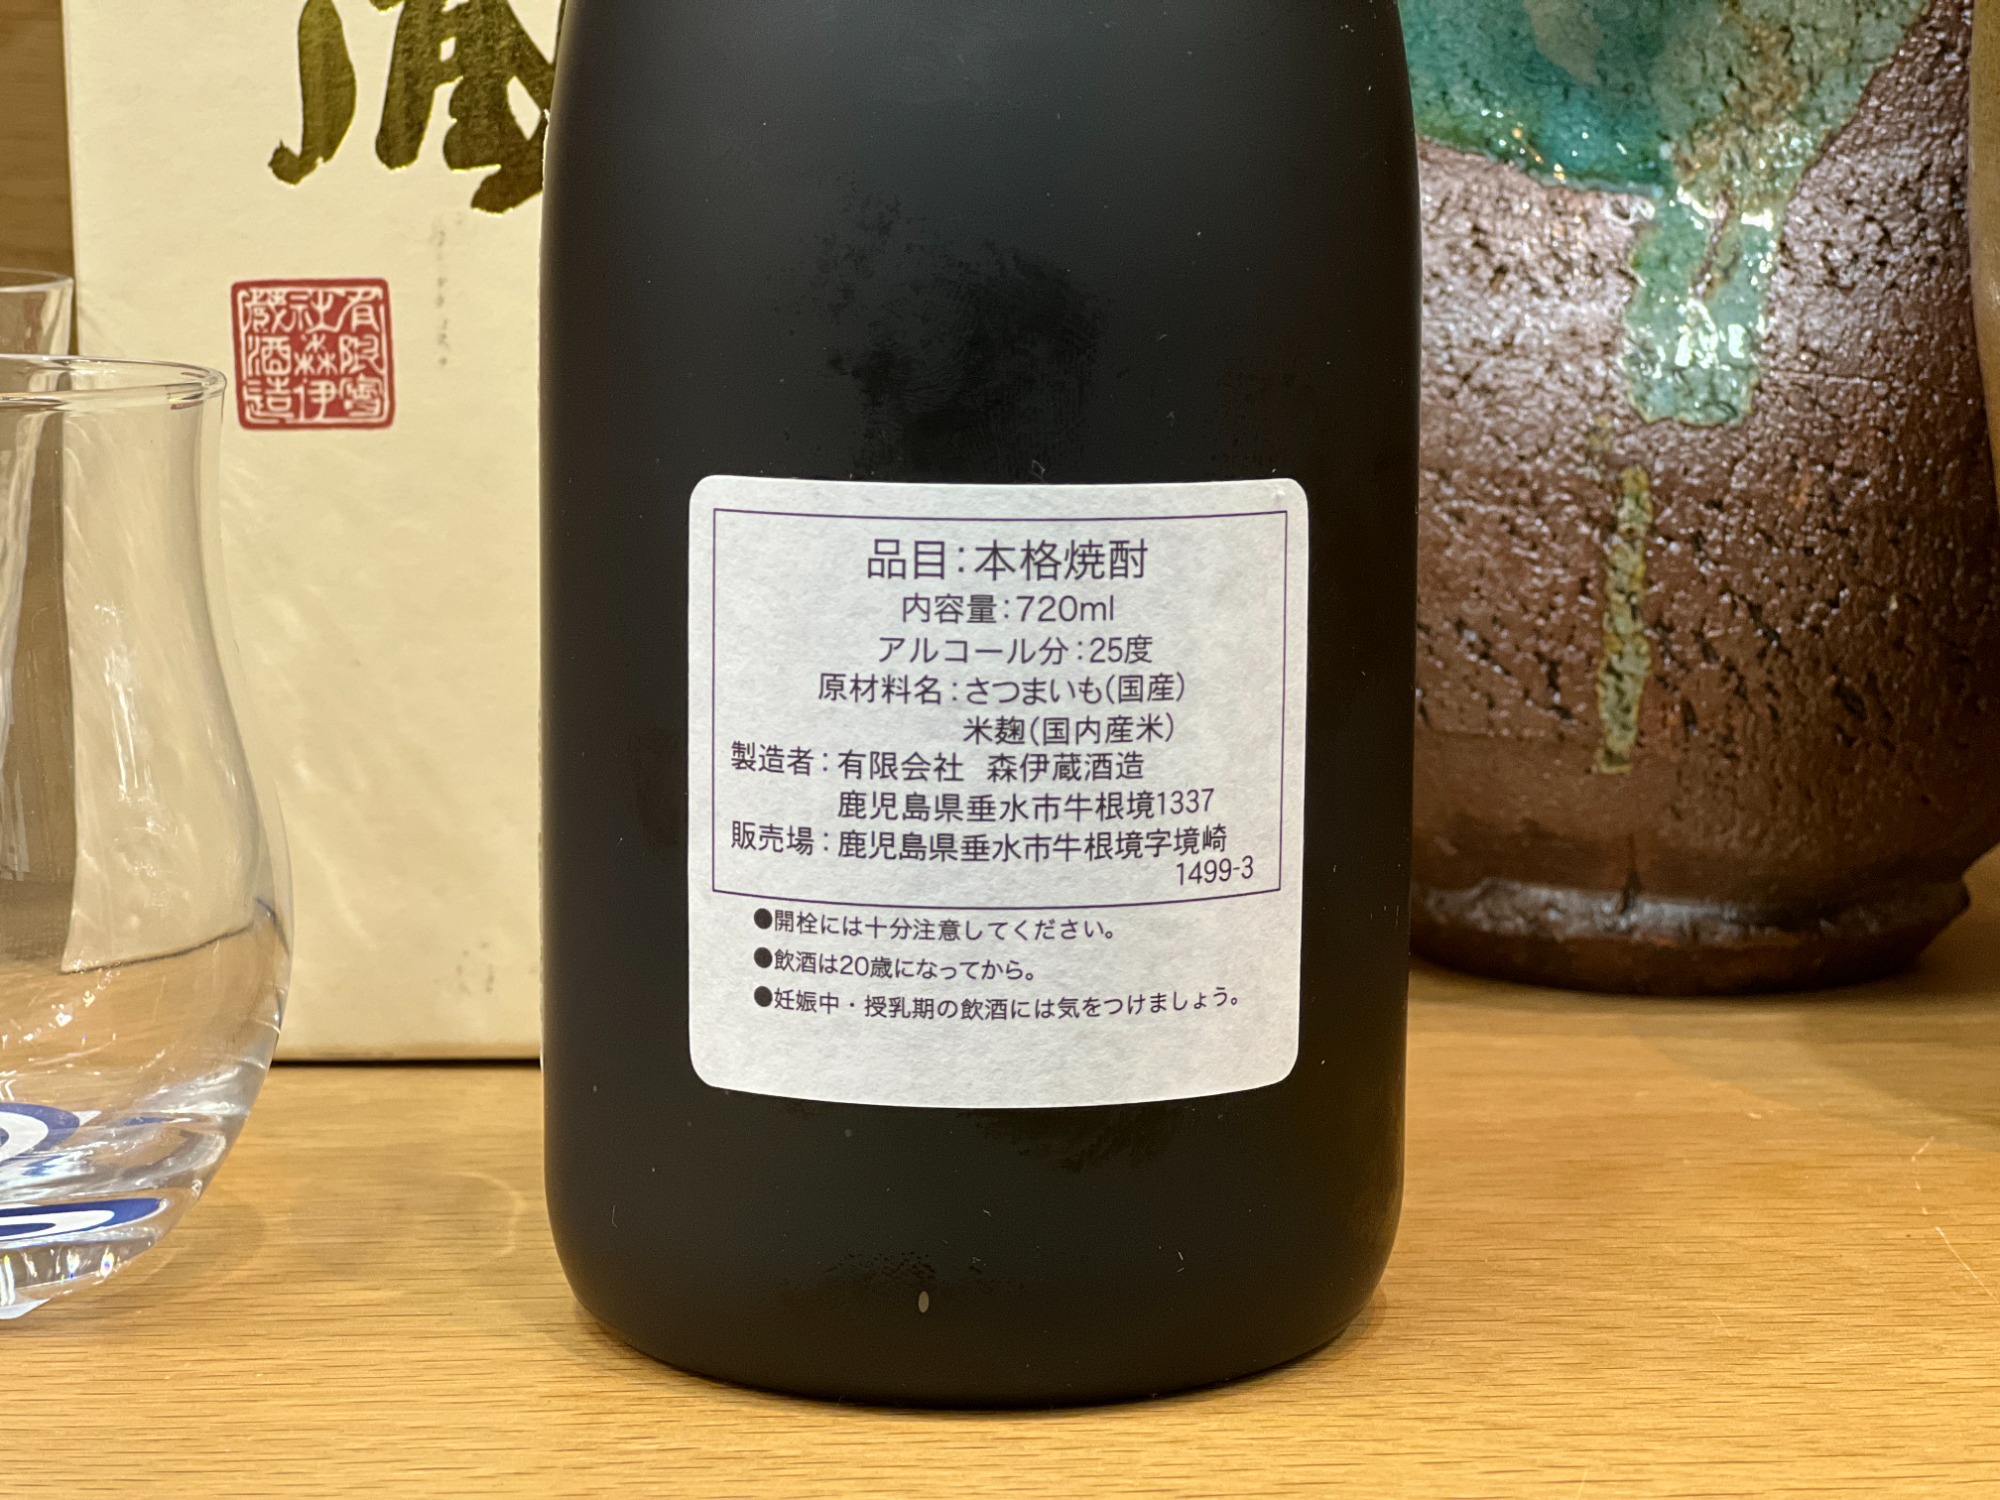 有限會
社森伊
蔵酒造
品目：本格焼酎
内容量：720ml
アルコール分：25度
原材料名：さつまいも(国産)
米麹(国内産米)
製造者：有限会社 森伊蔵酒造
鹿児島県垂水市牛根境1337
販売場：鹿児島県垂水市牛根境字境崎
1499-3
●開栓には十分注意してください。
●飲酒は20歳になってから。
●妊娠中・授乳期の飲酒には気をつけましょう。